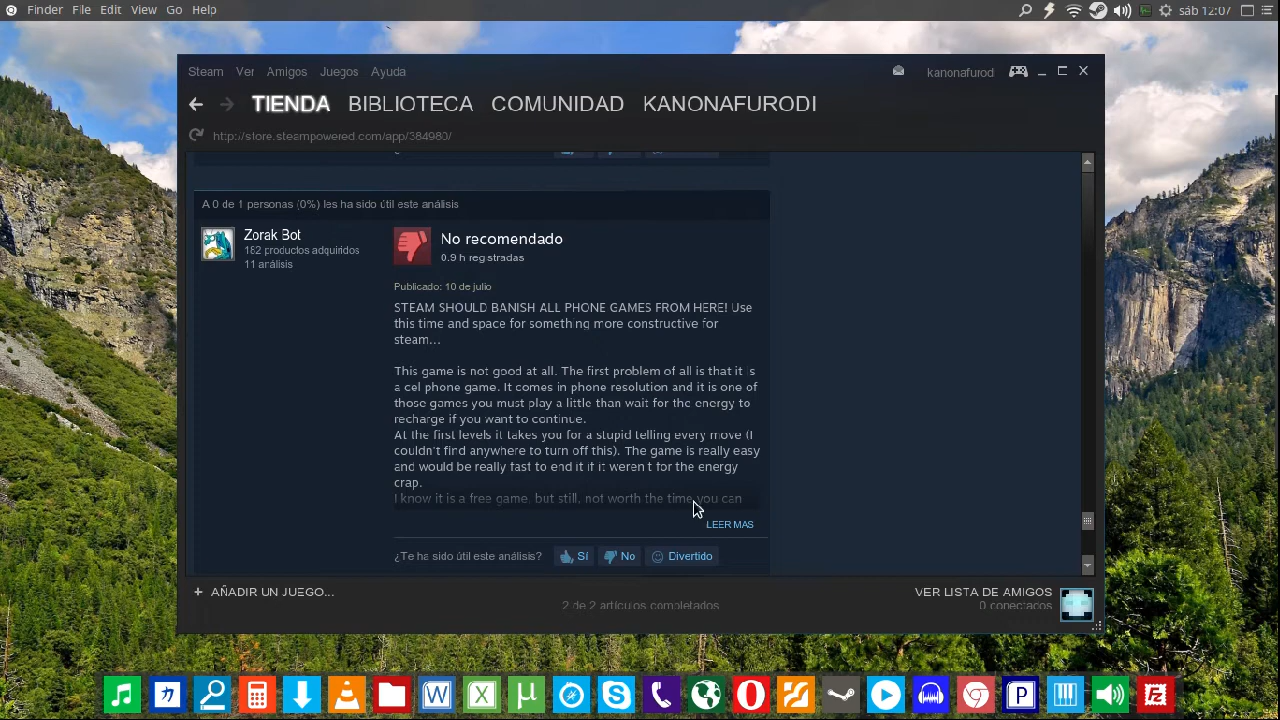 Finder File Edit View Go Help
sáb 12:07
Steam Ver Amigos Juegos Ayuda
kanonafurod
TIENDA BIBLIOTECA COMUNIDAD KANONAFURODI
http://store.steampowered.com/app/384980/
A 0 de 1 personas (0%) les ha sido útil este análisis
Zorak Bot
182 productos adquiridos
11 análisis
No recomendado
0.9 h registradas
Publicado: 10 de julio
STEAM SHOULD BANISH ALL PHONE GAMES FROM HERE! Use
this time and space for something more constructive for
steam...
This game is not good at all. The first problem of all is that it is
a cel phone game. It comes in phone resolution and it is one of
those games you must play a little than wait for the energy to
recharge if you want to continue.
At the first levels it takes you for a stupid telling every move (I
couldn't find anywhere to turn off this). The game is really easy
and would be really fast to end it if it weren't for the energy
crap.
I know it is a free game, but still, not worth the time you can
LEER MAS
¿Te ha sido útil este análisis? Sí No Divertido
+ AÑADIR UN JUEGO...
2 de 2 artículos completados
VER LISTA DE AMIGOS
0 conectados
W X µ S P Fz